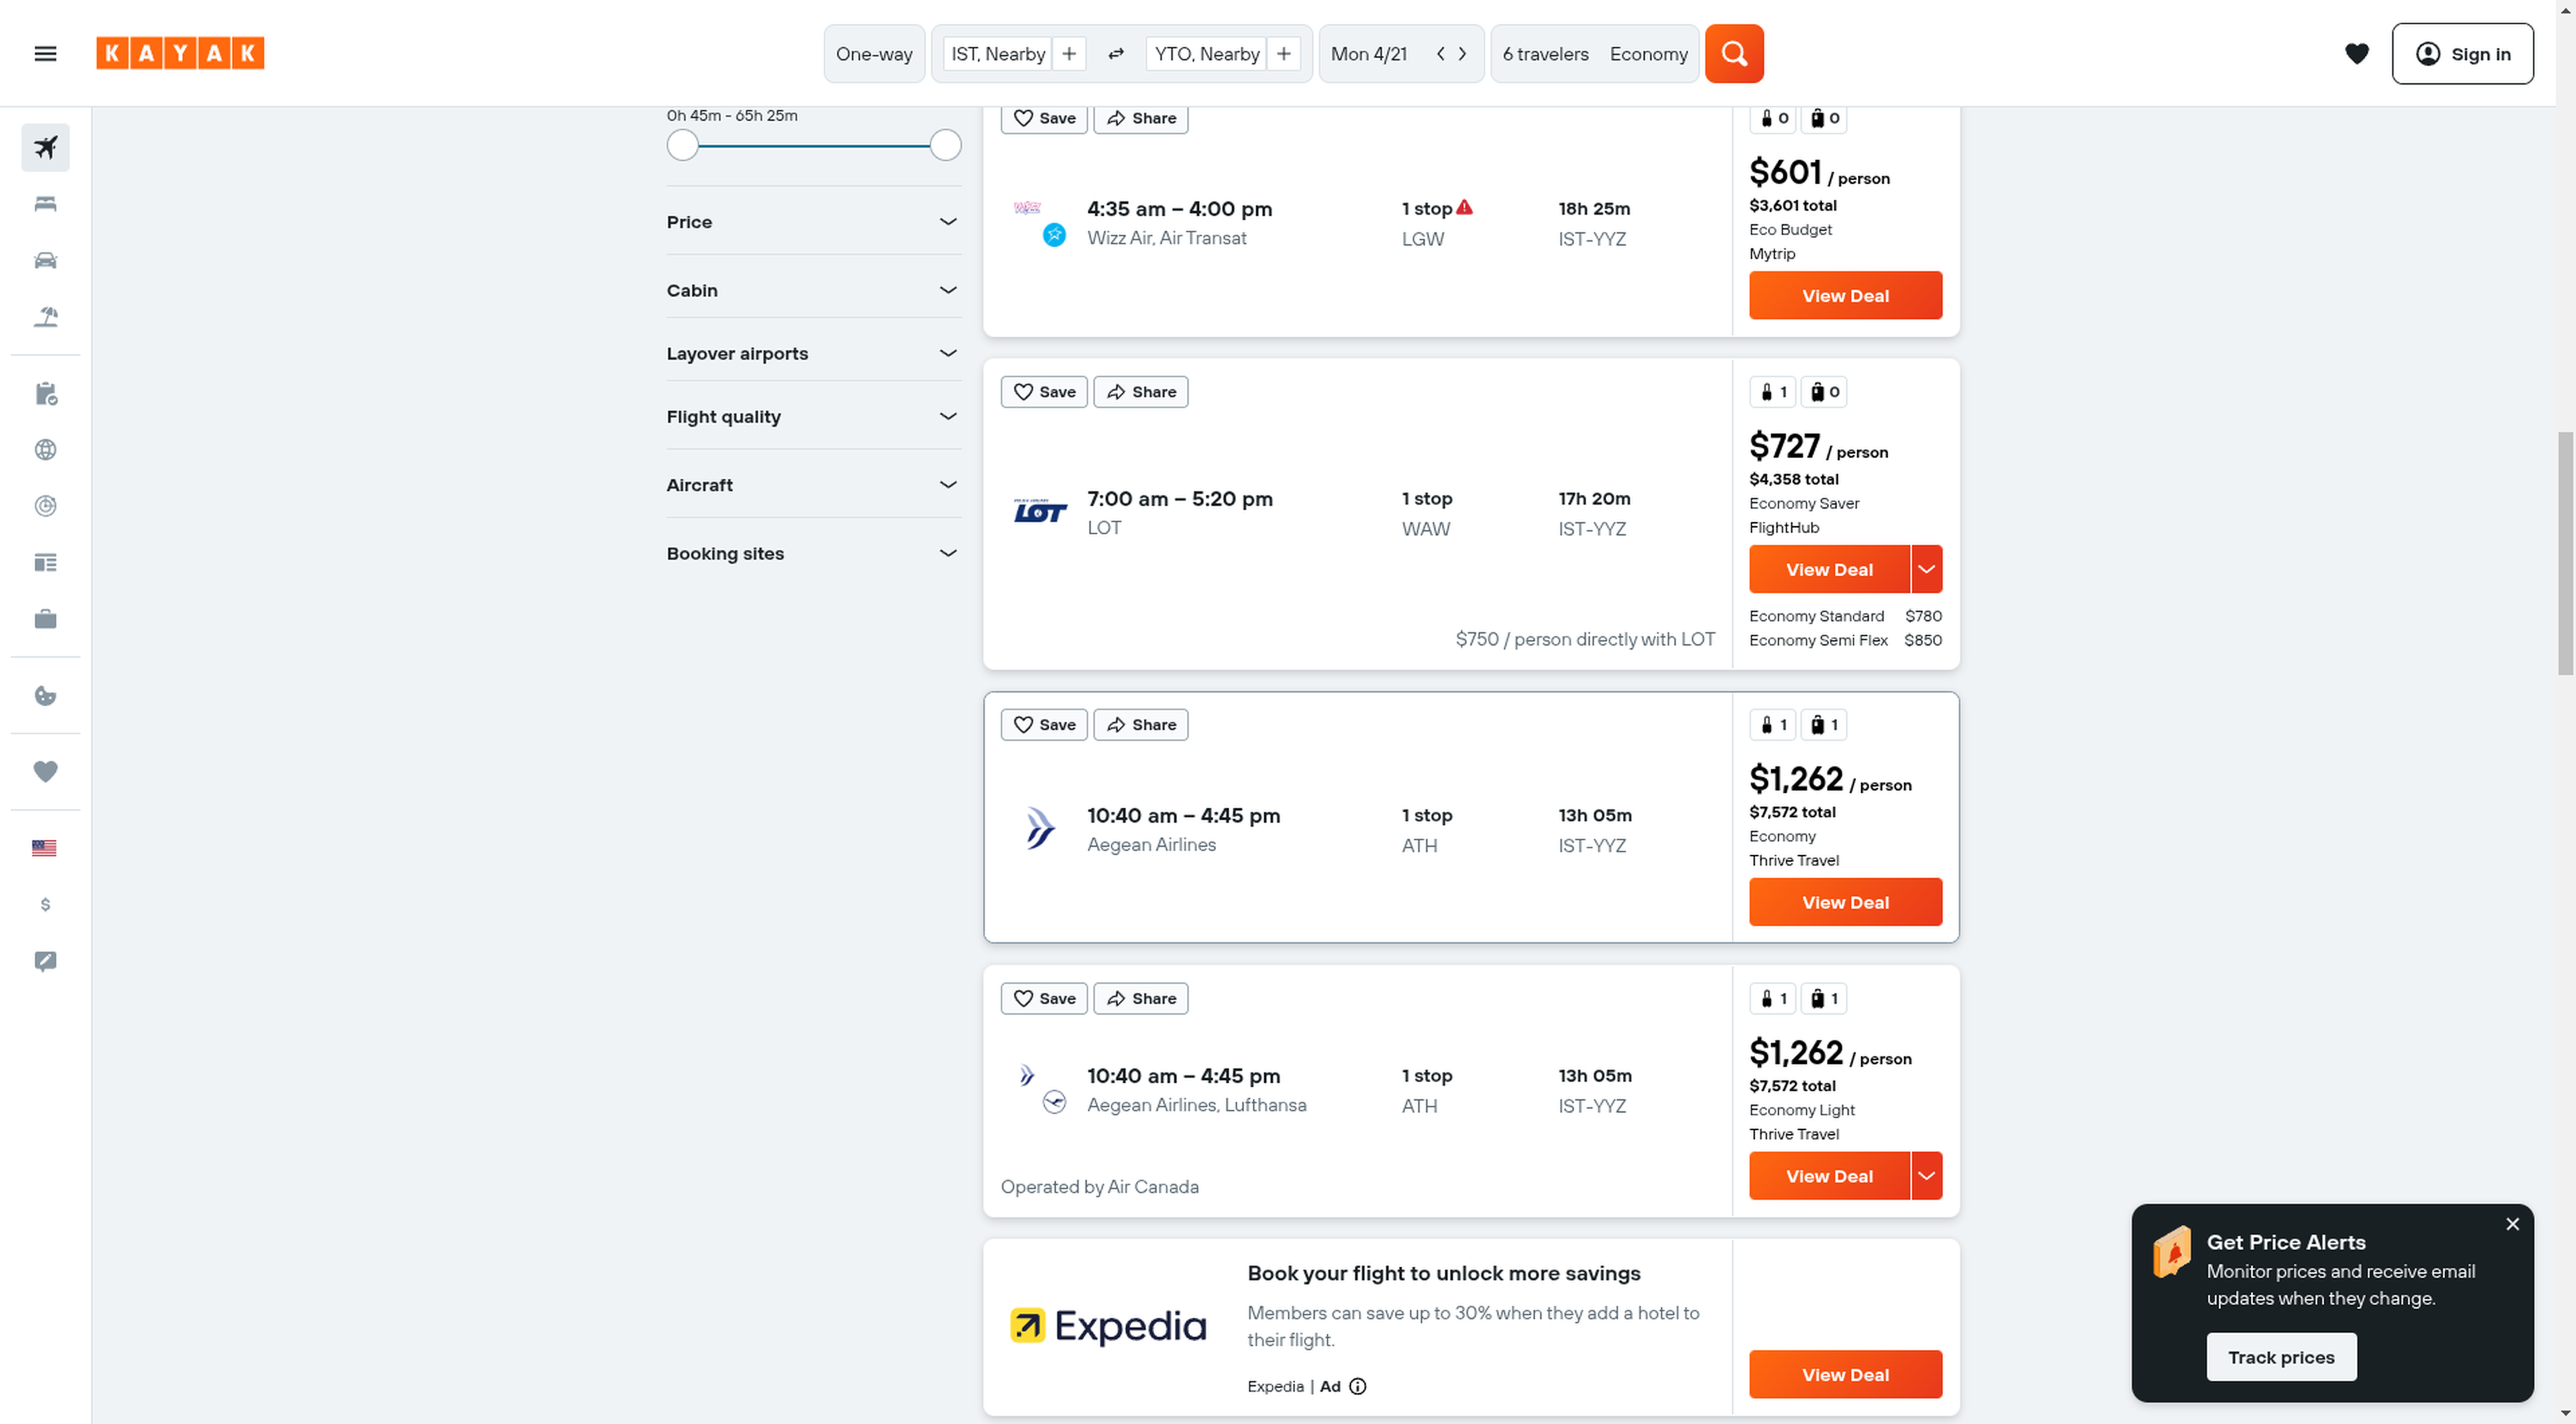 KAYAK
One-way
IST, Nearby
YTO, Nearby
Mon 4/21
6 travelers Economy
Sign in
0h 45m - 65h 25m
Price
Cabin
Layover airports
Flight quality
Aircraft
Booking sites
Save Share
0 0
4:35 am – 4:00 pm
Wizz Air, Air Transat
1 stop
LGW
18h 25m
IST-YYZ
$601 / person
$3,601 total
Eco Budget
Mytrip
View Deal
Save Share
1 0
LOT
7:00 am – 5:20 pm
LOT
1 stop
WAW
17h 20m
IST-YYZ
$750 / person directly with LOT
$727 / person
$4,358 total
Economy Saver
FlightHub
View Deal
Economy Standard $780
Economy Semi Flex $850
Save Share
1 1
10:40 am – 4:45 pm
Aegean Airlines
1 stop
ATH
13h 05m
IST-YYZ
$1,262 / person
$7,572 total
Economy
Thrive Travel
View Deal
Save Share
1 1
10:40 am – 4:45 pm
Aegean Airlines, Lufthansa
1 stop
ATH
13h 05m
IST-YYZ
Operated by Air Canada
$1,262 / person
$7,572 total
Economy Light
Thrive Travel
View Deal
Expedia
Book your flight to unlock more savings
Members can save up to 30% when they add a hotel to
their flight.
Expedia | Ad
View Deal
Get Price Alerts
Monitor prices and receive email
updates when they change.
Track prices